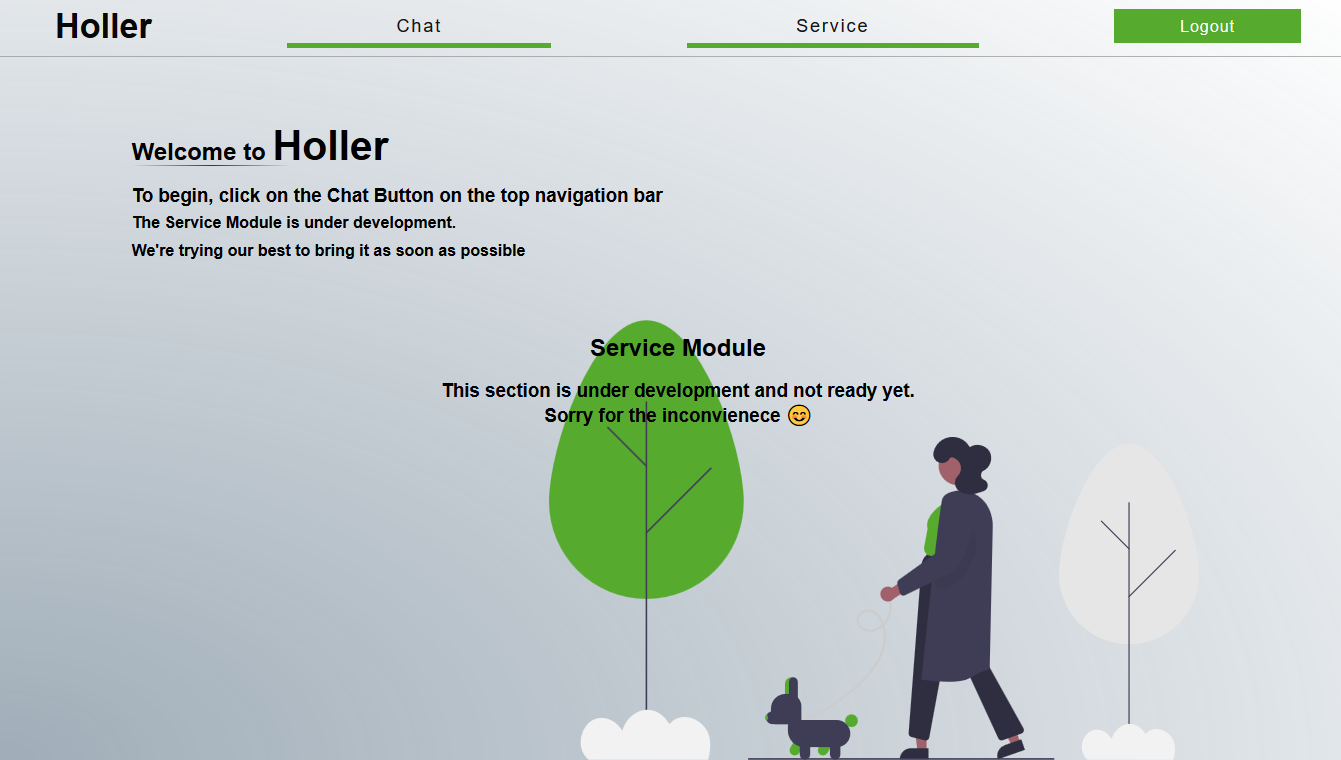 Holler
Chat
Service
Logout
Welcome to Holler
To begin, click on the Chat Button on the top navigation bar
The Service Module is under development.
We're trying our best to bring it as soon as possible
Service Module
This section is under development and not ready yet.
Sorry for the inconvienece 😊